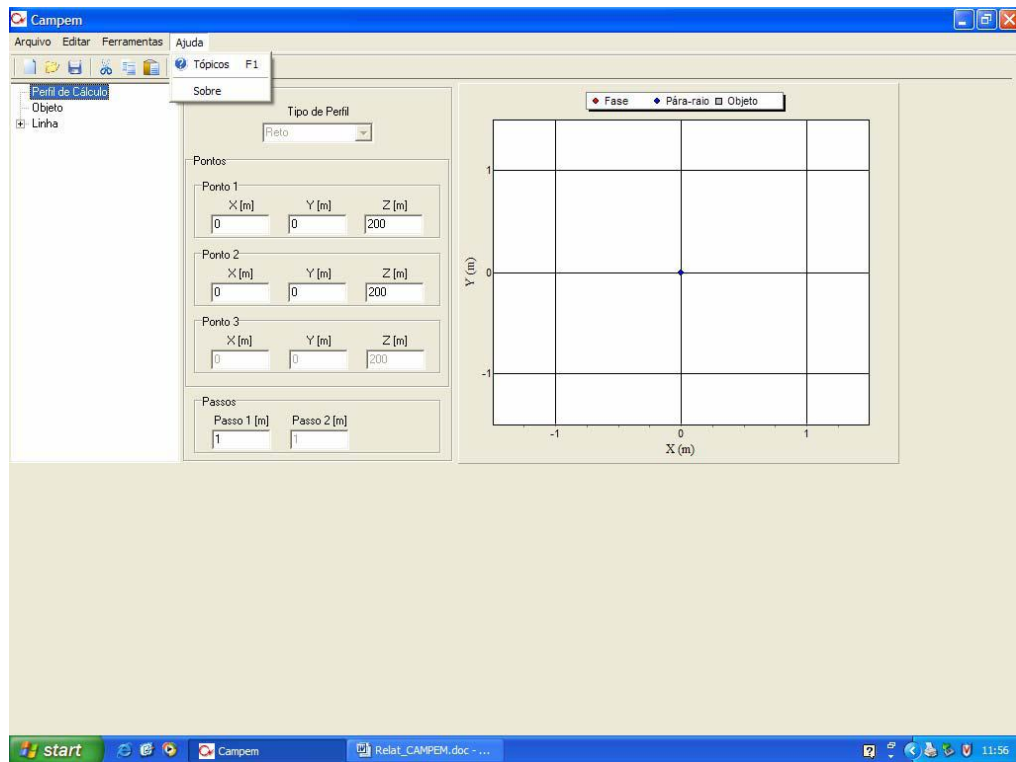 Campem
Arquivo Editar Ferramentas Ajuda
Tópicos F1
Sobre
Perfil de Cálculo
Objeto
Linha
Tipo de Perfil
Reto
Pontos
Ponto 1
X [m] Y [m] Z [m]
0 0 200
Ponto 2
X [m] Y [m] Z [m]
0 0 200
Ponto 3
X [m] Y [m] Z [m]
0 0 200
Passos
Passo 1 [m] Passo 2 [m]
1 1
Fase Pára-raio Objeto
1
0
-1
Y (m)
-1 0 1
X (m)
start Campem Relat_CAMPEM.doc - ... 11:56